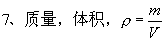 7、质量，体积，ρ = m/V